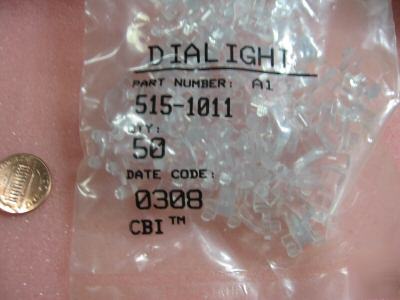 DIALIGHT
PART NUMBER: A1
515-1011
QTY:
50
DATE CODE:
0308
CBI™